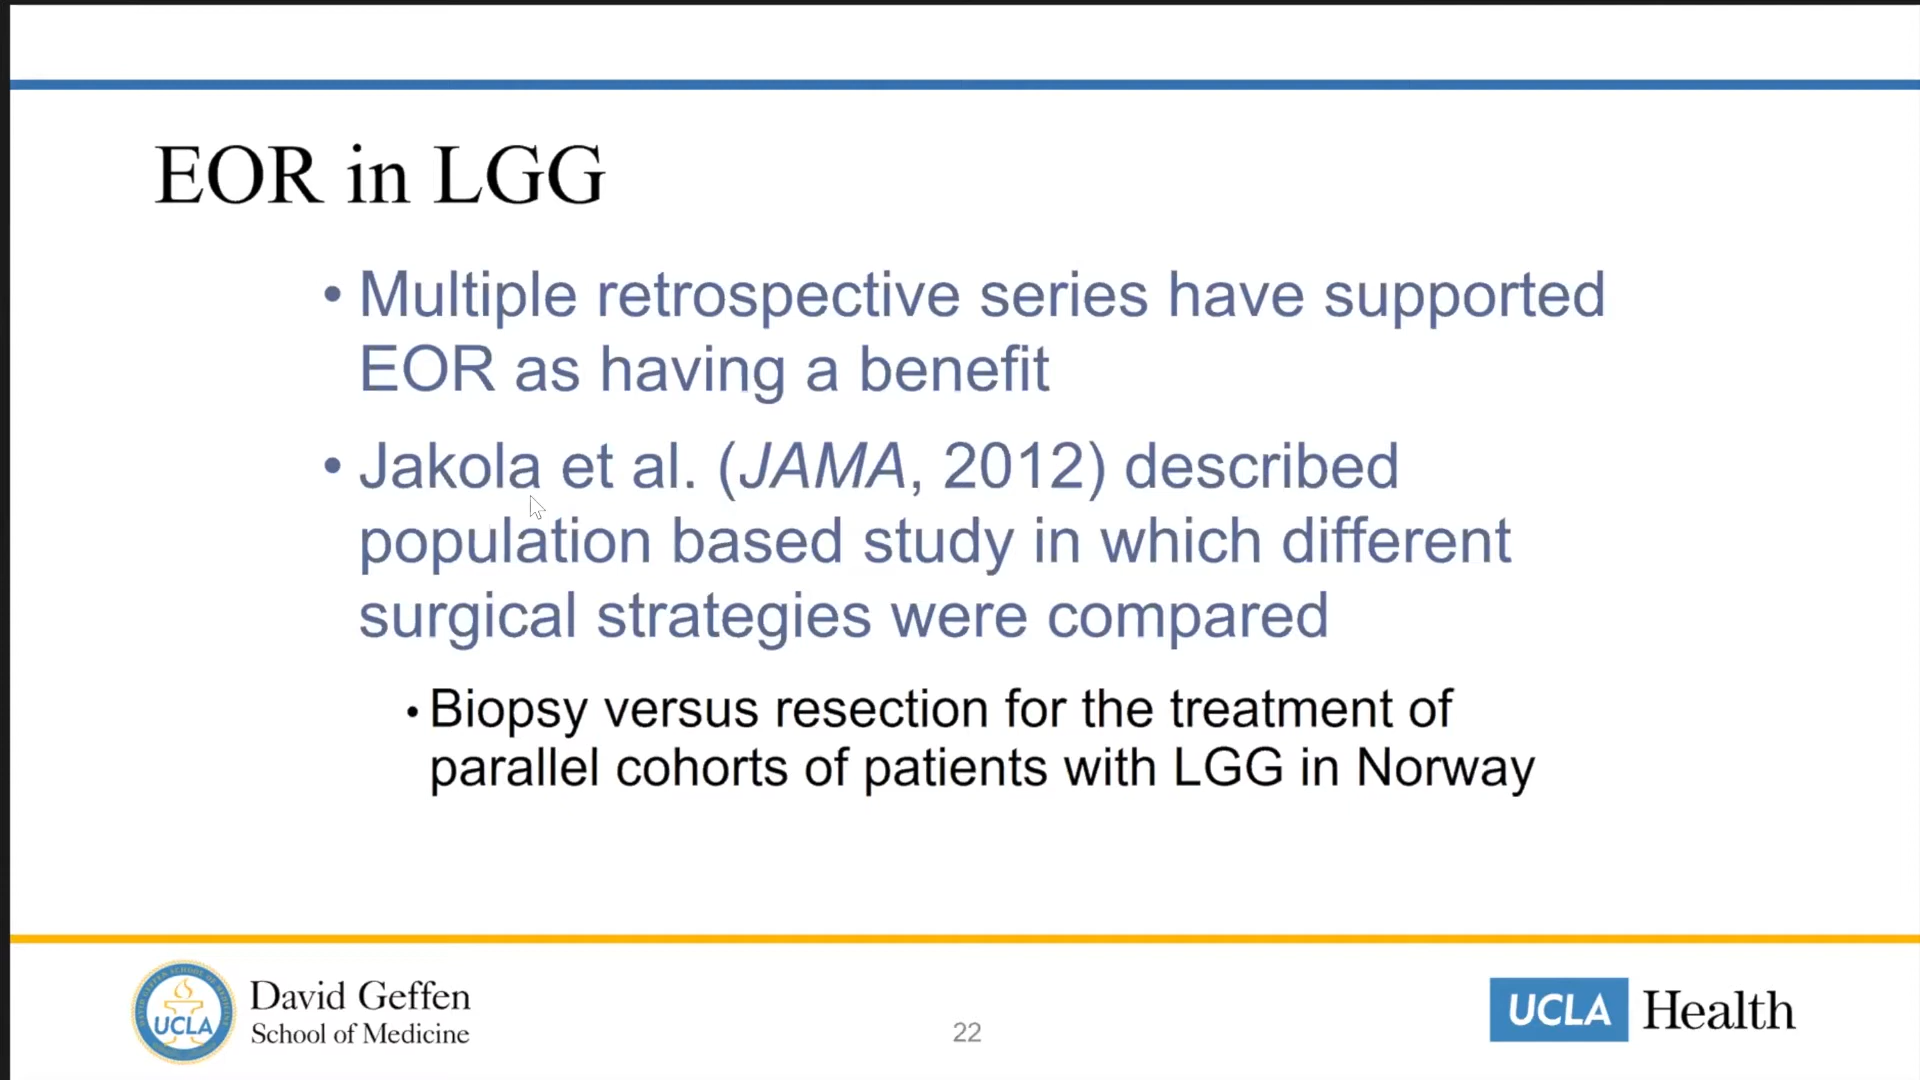 EOR in LGG
• Multiple retrospective series have supported
EOR as having a benefit
• Jakola et al. (JAMA, 2012) described
population based study in which different
surgical strategies were compared
• Biopsy versus resection for the treatment of
parallel cohorts of patients with LGG in Norway
UCLA
David Geffen
School of Medicine
22
UCLA Health